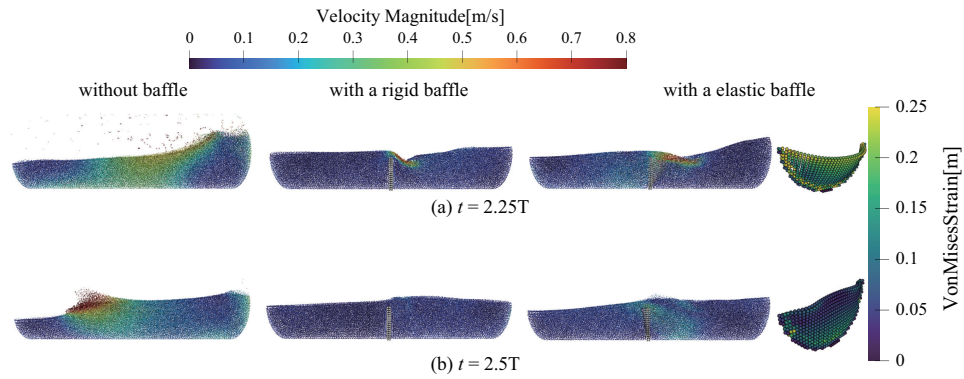 Velocity Magnitude[m/s]
0 0.1 0.2 0.3 0.4 0.5 0.6 0.7 0.8
without baffle with a rigid baffle with a elastic baffle
0.25
0.2
0.15
0.1
0.05
0
VonMisesStrain[m]
(a) t = 2.25T
(b) t = 2.5T